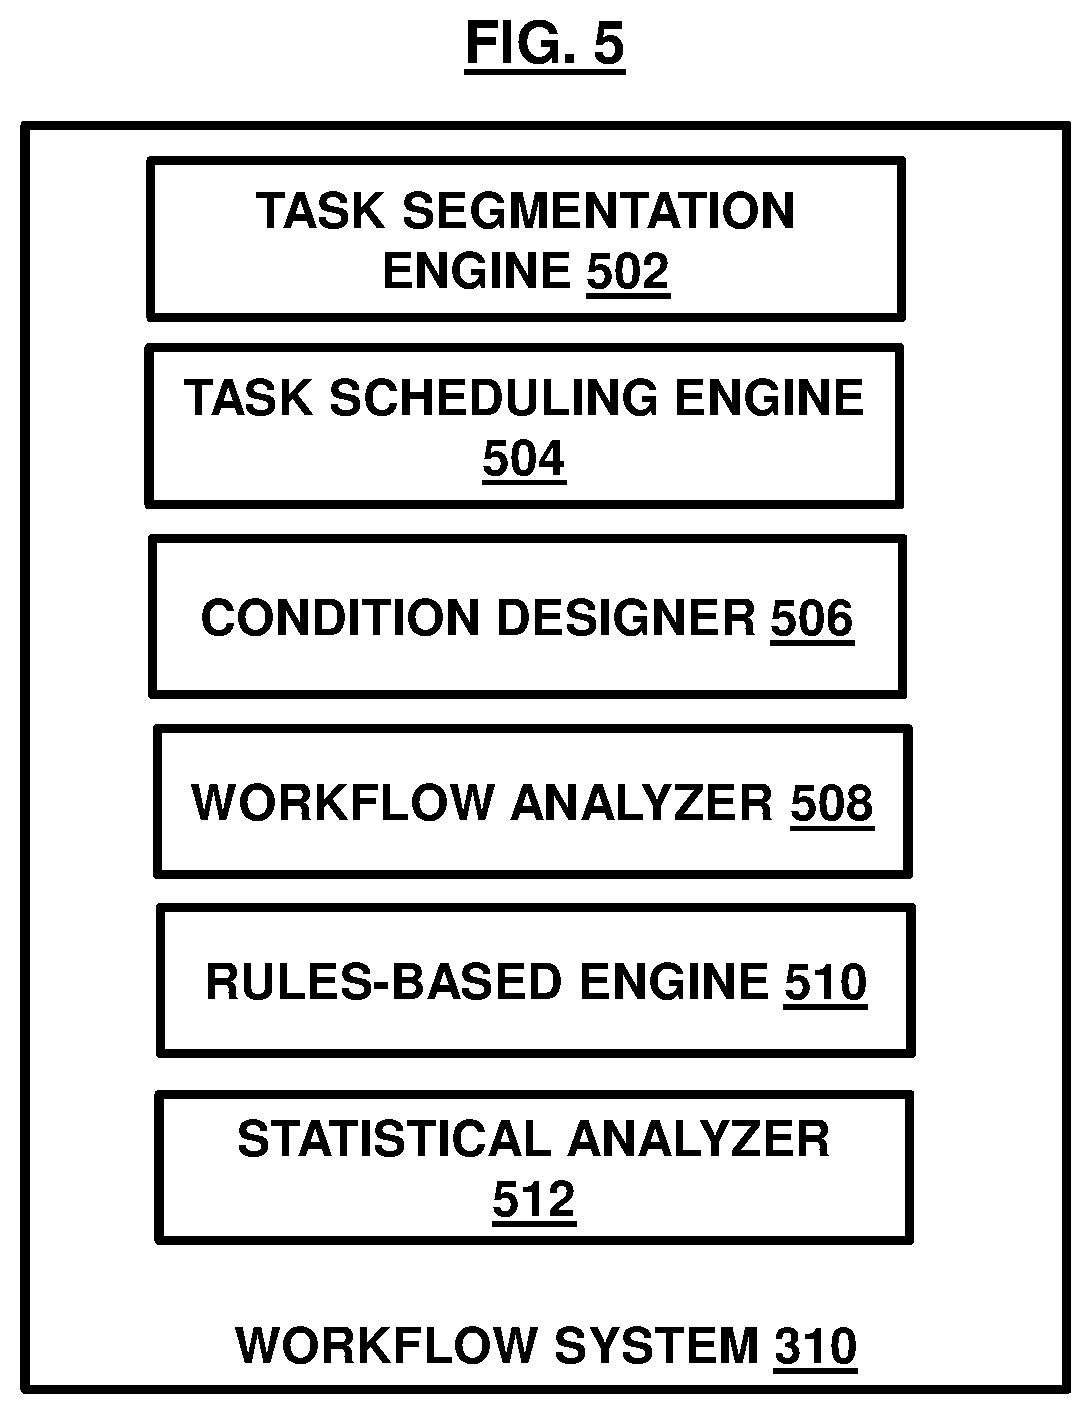 FIG. 5
TASK SEGMENTATION
ENGINE 502
TASK SCHEDULING ENGINE
504
CONDITION DESIGNER 506
WORKFLOW ANALYZER 508
RULES-BASED ENGINE 510
STATISTICAL ANALYZER
512
WORKFLOW SYSTEM 310